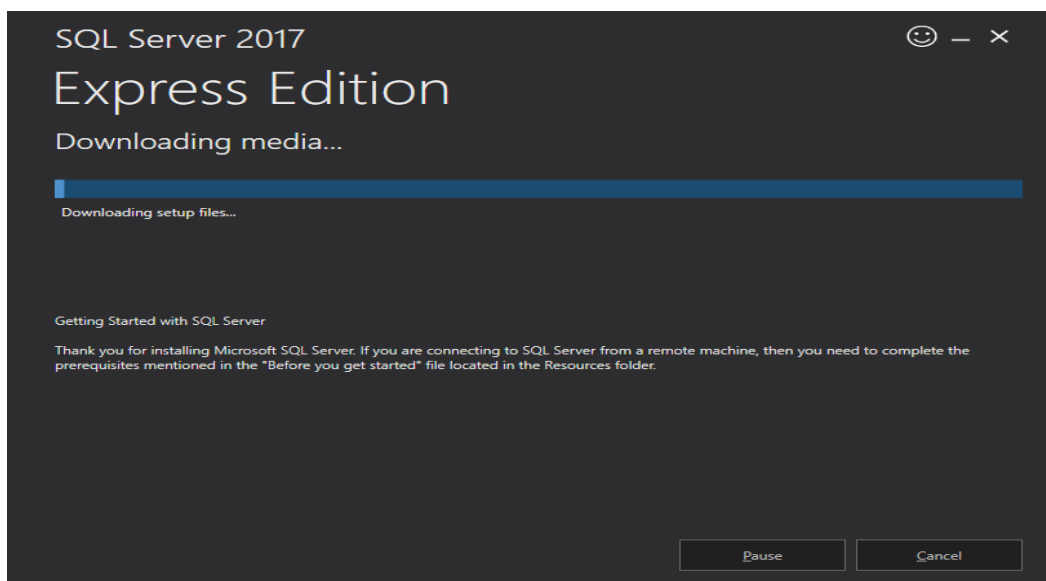 SQL Server 2017
Express Edition
Downloading media...
Downloading setup files...
Getting Started with SQL Server
Thank you for installing Microsoft SQL Server. If you are connecting to SQL Server from a remote machine, then you need to complete the
prerequisites mentioned in the "Before you get started" file located in the Resources folder.
Pause
Cancel